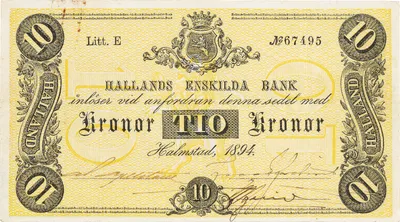 10 10
Litt. E №67495
HALLANDS ENSKILDA BANK
inlöser vid anfordran denna sedel med
Kronor TIO Kronor
HALLAND HALLAND
Halmstad, 1894.
10 10 10